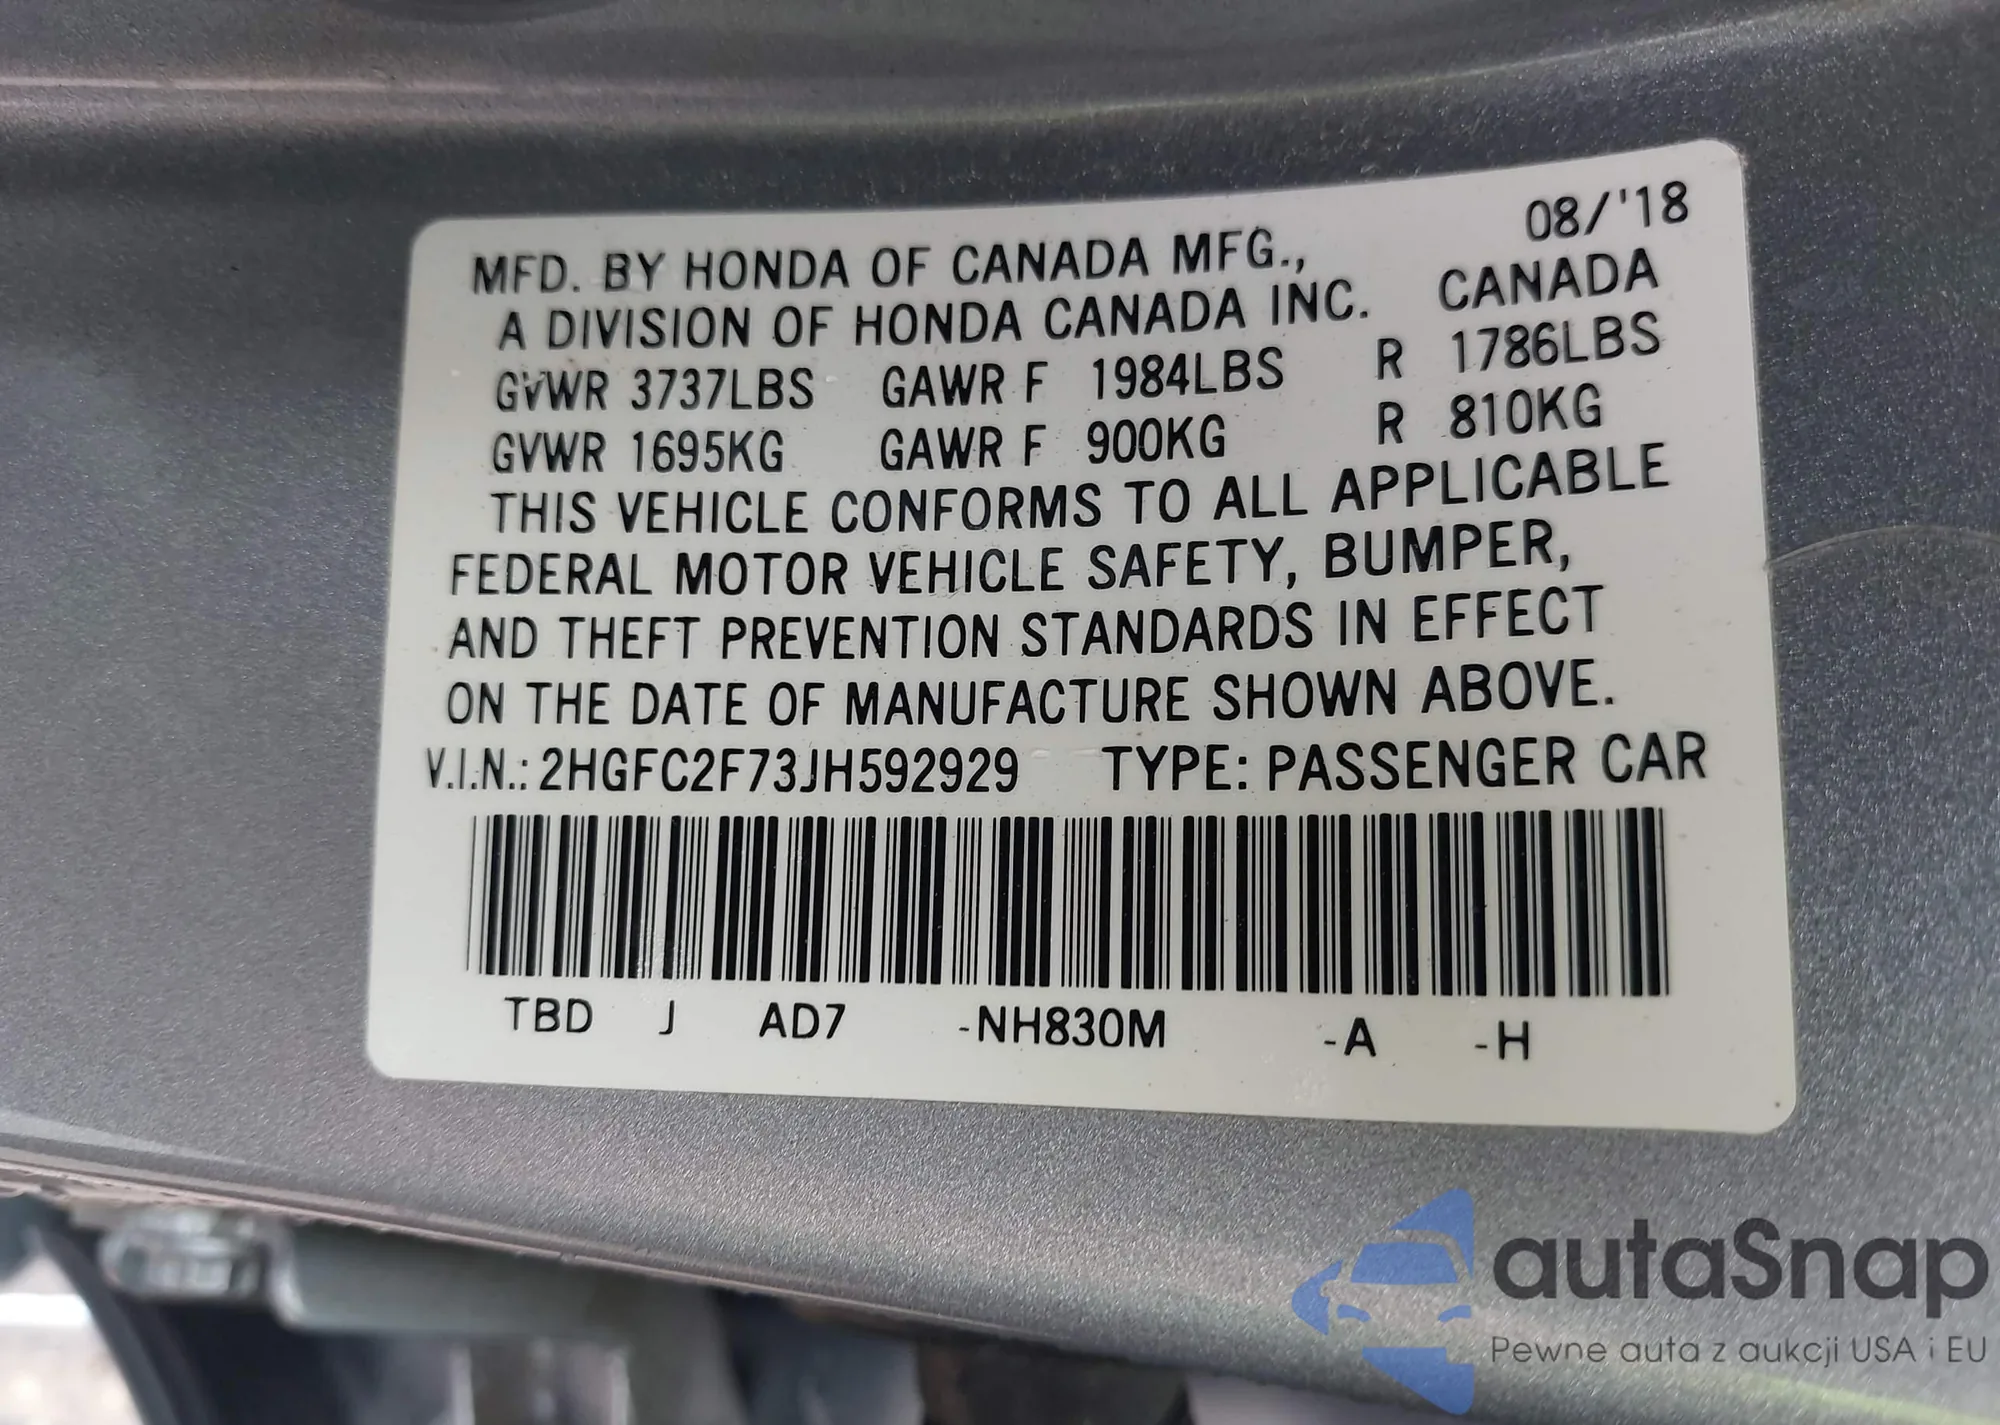 08/'18
MFD. BY HONDA OF CANADA MFG.,
A DIVISION OF HONDA CANADA INC. CANADA
GVWR 3737LBS GAWR F 1984LBS R 1786LBS
GVWR 1695KG GAWR F 900KG R 810KG
THIS VEHICLE CONFORMS TO ALL APPLICABLE
FEDERAL MOTOR VEHICLE SAFETY, BUMPER,
AND THEFT PREVENTION STANDARDS IN EFFECT
ON THE DATE OF MANUFACTURE SHOWN ABOVE.
V.I.N.: 2HGFC2F73JH592929 TYPE: PASSENGER CAR
TBD J AD7 -NH830M -A -H
autaSnap
Pewne auta z aukcji USA i EU